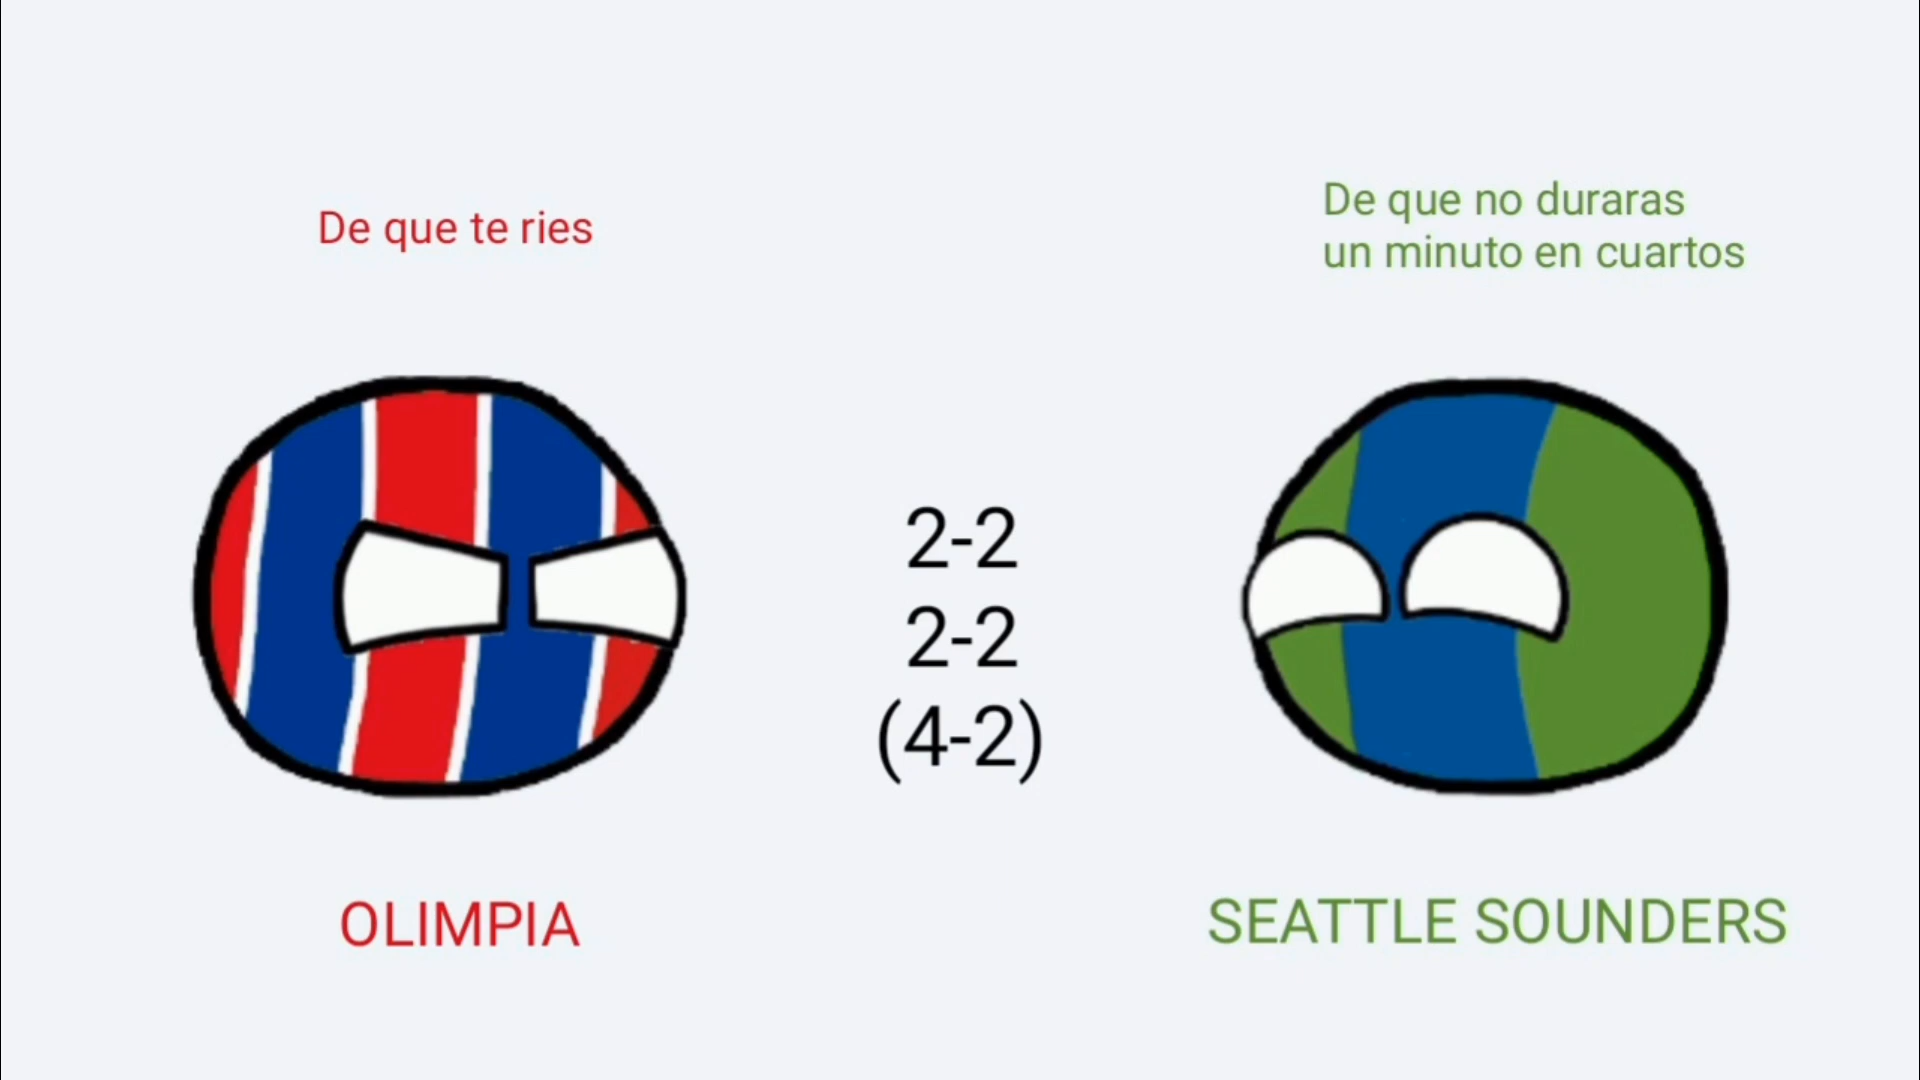 De que te ries
De que no duraras
un minuto en cuartos
2-2
2-2
(4-2)
OLIMPIA
SEATTLE SOUNDERS